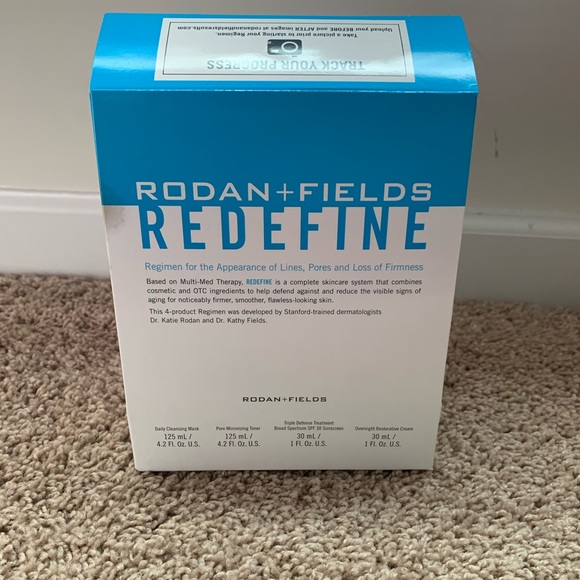 TRACK YOUR PROGRESS
Take a picture prior to starting your Regimen.
Upload your BEFORE and AFTER images at rodanandfieldsresults.com
RODAN+FIELDS
REDEFINE
Regimen for the Appearance of Lines, Pores and Loss of Firmness
Based on Multi-Med Therapy, REDEFINE is a complete skincare system that combines
cosmetic and OTC ingredients to help defend against and reduce the visible signs of
aging for noticeably firmer, smoother, flawless-looking skin.
This 4-product Regimen was developed by Stanford-trained dermatologists
Dr. Katie Rodan and Dr. Kathy Fields.
RODAN+FIELDS
Daily Cleansing Mask
125 mL /
4.2 Fl. Oz. U.S.
Pore Minimizing Toner
125 mL /
4.2 Fl. Oz. U.S.
Triple Defense Treatment
Broad Spectrum SPF 30 Sunscreen
30 mL /
1 Fl. Oz. U.S.
Overnight Restorative Cream
30 mL /
1 Fl. Oz. U.S.